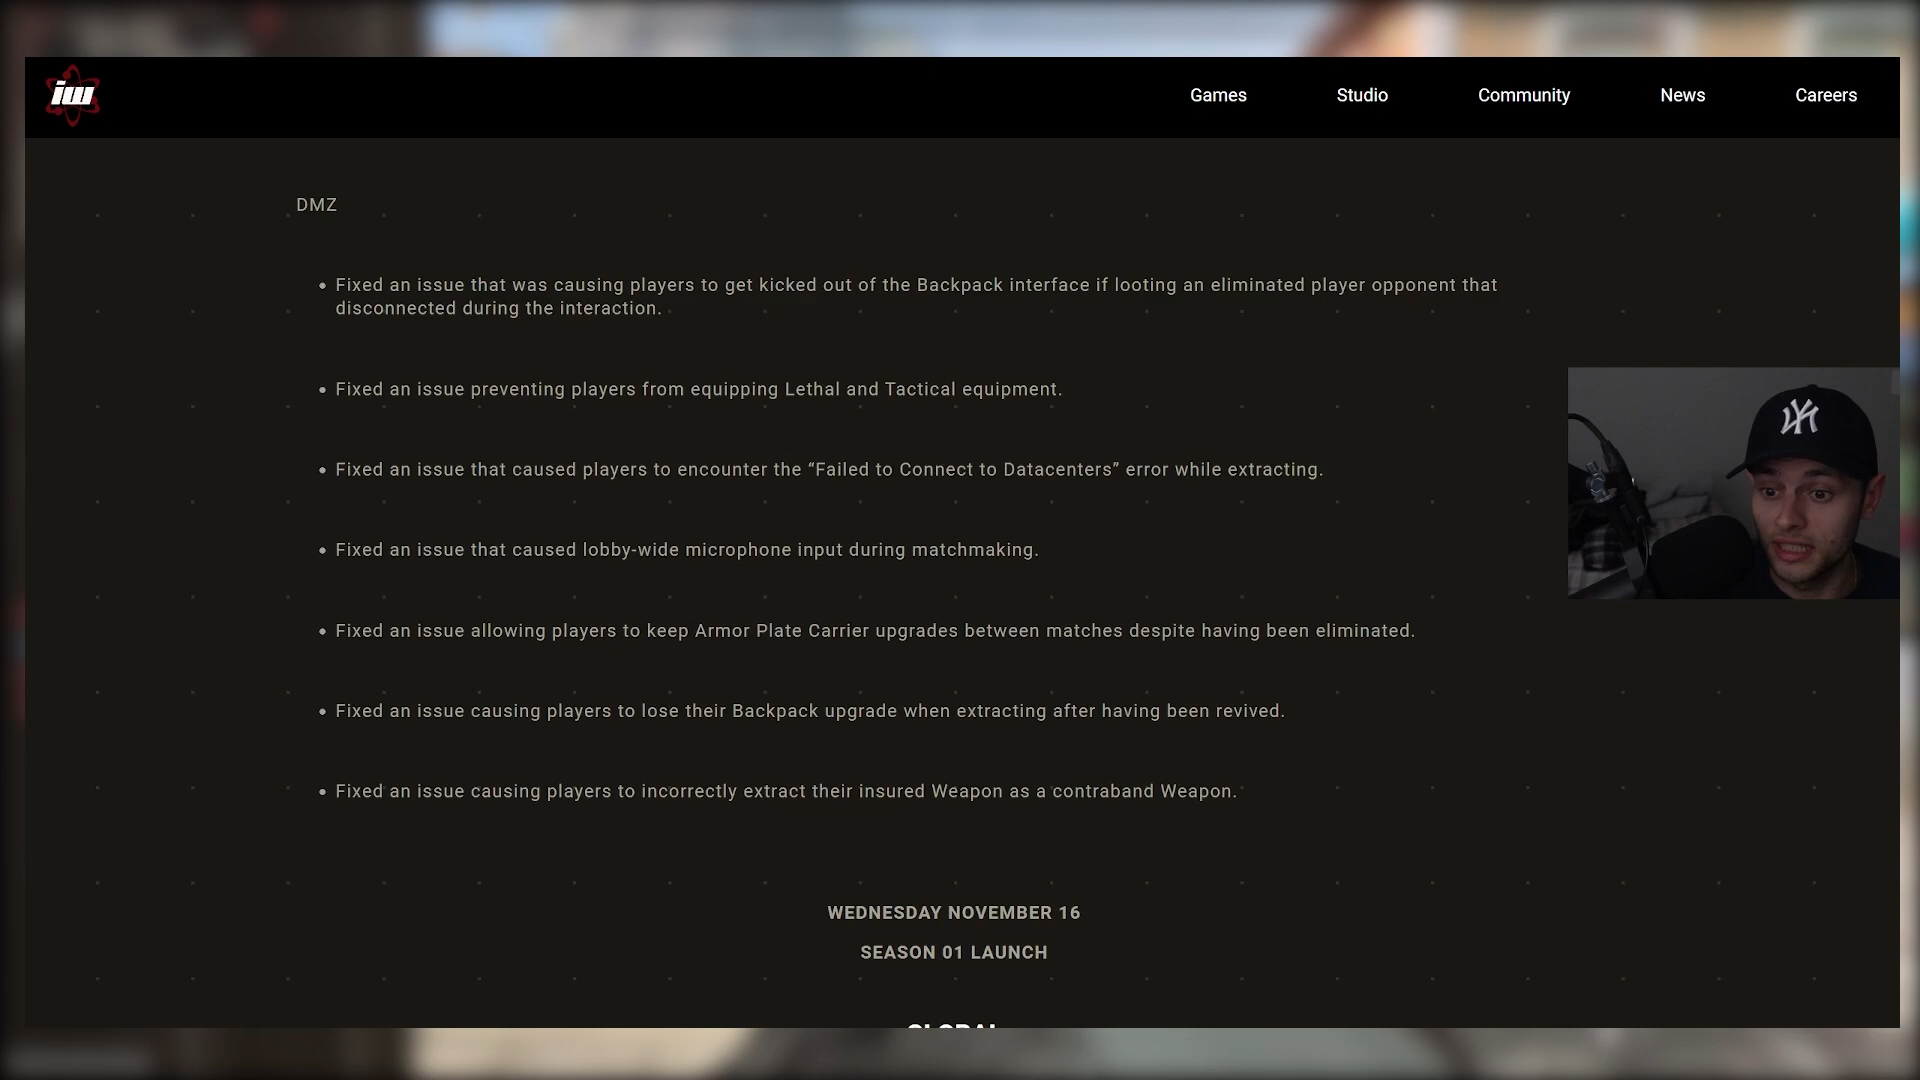 iw
Games
Studio
Community
News
Careers
DMZ
• Fixed an issue that was causing players to get kicked out of the Backpack interface if looting an eliminated player opponent that
disconnected during the interaction.
• Fixed an issue preventing players from equipping Lethal and Tactical equipment.
• Fixed an issue that caused players to encounter the “Failed to Connect to Datacenters” error while extracting.
• Fixed an issue that caused lobby-wide microphone input during matchmaking.
• Fixed an issue allowing players to keep Armor Plate Carrier upgrades between matches despite having been eliminated.
• Fixed an issue causing players to lose their Backpack upgrade when extracting after having been revived.
• Fixed an issue causing players to incorrectly extract their insured Weapon as a contraband Weapon.
WEDNESDAY NOVEMBER 16
SEASON 01 LAUNCH
GLOBAL
NY